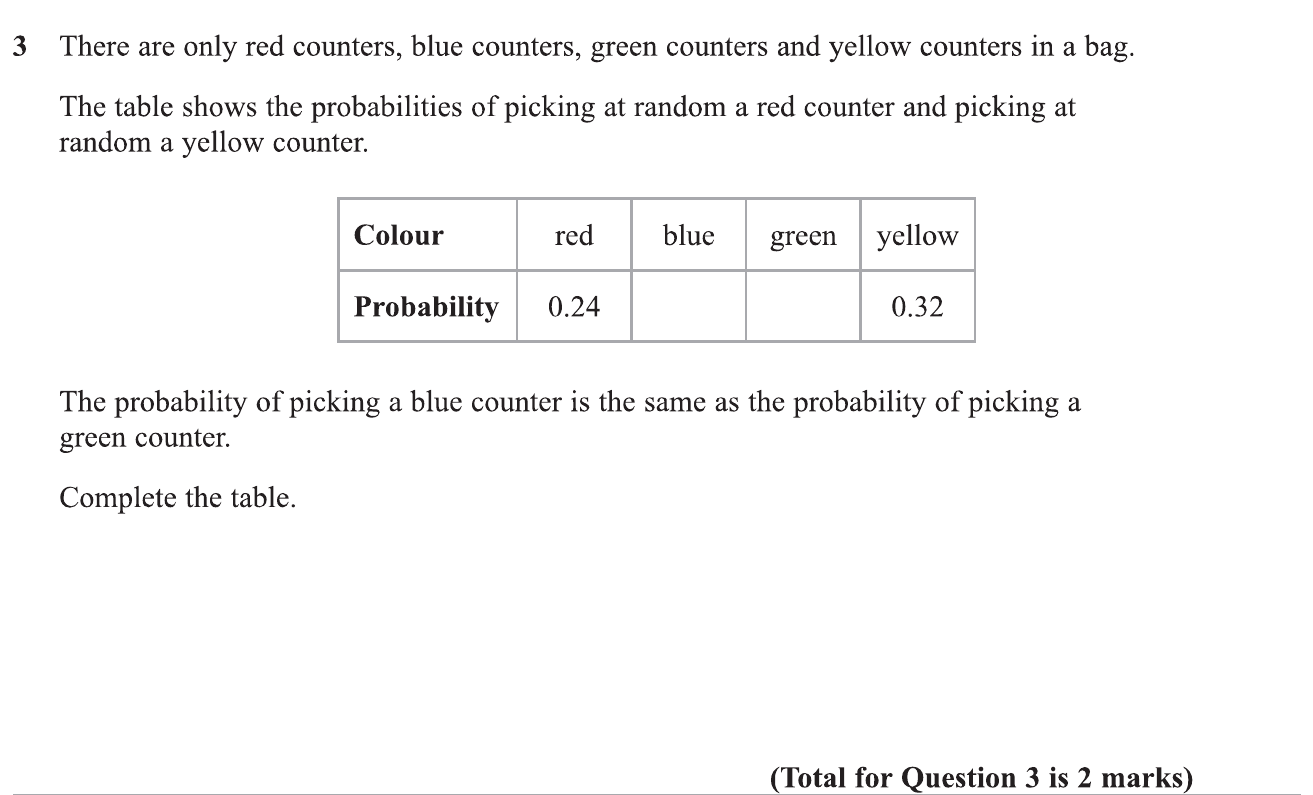 3 There are only red counters, blue counters, green counters and yellow counters in a bag.
The table shows the probabilities of picking at random a red counter and picking at
random a yellow counter.
Colour red blue green yellow
Probability 0.24 0.32
The probability of picking a blue counter is the same as the probability of picking a
green counter.
Complete the table.
(Total for Question 3 is 2 marks)